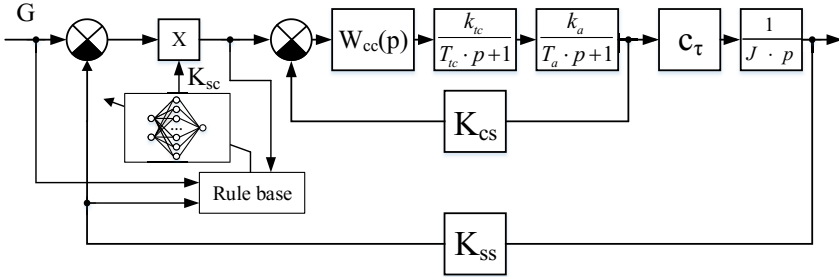 G
X
K_sc
W_cc(p)
k_tc
T_tc · p+1
k_a
T_a · p+1
c_τ
1
J · p
...
K_cs
Rule base
K_ss